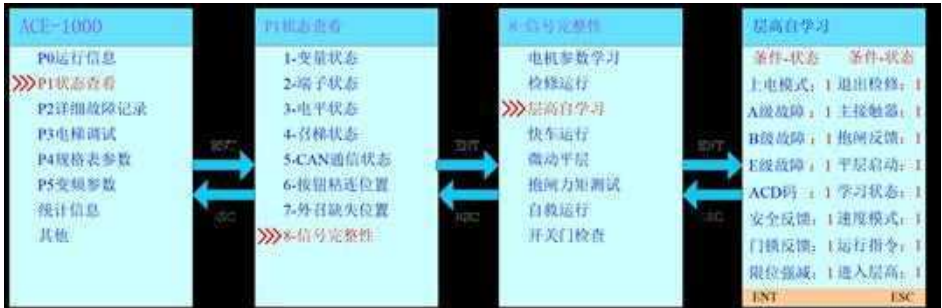 ACE-1000
P0运行信息
P1状态查看
P2详细故障记录
P3电梯调试
P4规格表参数
P5变频参数
统计信息
其他
ENT
ESC
P1状态查看
1-变量状态
2-端子状态
3-电平状态
4-召梯状态
5-CAN通信状态
6-按钮粘连位置
7-外召缺失位置
8-信号完整性
ENT
ESC
8-信号完整性
电机参数学习
检修运行
层高自学习
快车运行
微动平层
抱闸力矩测试
自救运行
开关门检查
ENT
ESC
层高自学习
条件-状态 条件-状态
上电模式：1 退出检修：1
A级故障：1 主接触器：1
B级故障：1 抱闸反馈：1
E级故障：1 平层启动：1
ACD码 ：1 学习状态：1
安全反馈：1 速度模式：1
门锁反馈：1 运行指令：1
限位强减：1 进入层高：1
ENT ESC